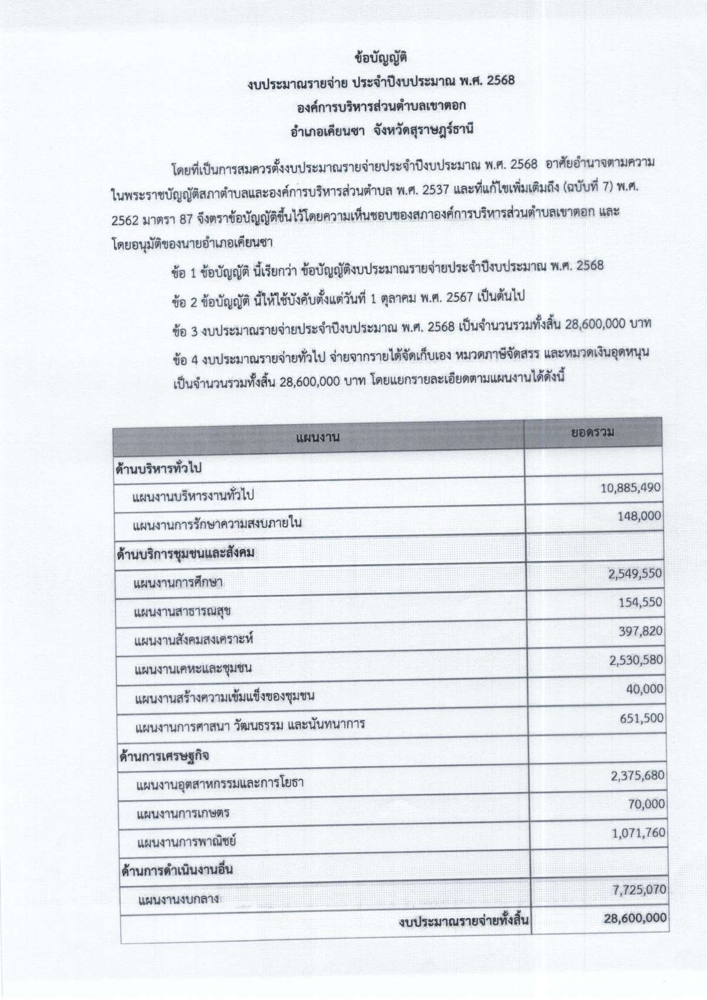 ข้อบัญญัติ
งบประมาณรายจ่าย ประจำปีงบประมาณ พ.ศ. 2568
องค์การบริหารส่วนตำบลเขาตอก
อำเภอเคียนซา จังหวัดสุราษฎร์ธานี
โดยที่เป็นการสมควรตั้งงบประมาณรายจ่ายประจำปีงบประมาณ พ.ศ. 2568 อาศัยอำนาจตามความ
ในพระราชบัญญัติสภาตำบลและองค์การบริหารส่วนตำบล พ.ศ. 2537 และที่แก้ไขเพิ่มเติมถึง (ฉบับที่ 7) พ.ศ.
2562 มาตรา 87 จึงตราข้อบัญญัติขึ้นไว้โดยความเห็นชอบของสภาองค์การบริหารส่วนตำบลเขาตอก และ
โดยอนุมัติของนายอำเภอเคียนซา
ข้อ 1 ข้อบัญญัติ นี้เรียกว่า ข้อบัญญัติงบประมาณรายจ่ายประจำปีงบประมาณ พ.ศ. 2568
ข้อ 2 ข้อบัญญัติ นี้ให้ใช้บังคับตั้งแต่วันที่ 1 ตุลาคม พ.ศ. 2567 เป็นต้นไป
ข้อ 3 งบประมาณรายจ่ายประจำปีงบประมาณ พ.ศ. 2568 เป็นจำนวนรวมทั้งสิ้น 28,600,000 บาท
ข้อ 4 งบประมาณรายจ่ายทั่วไป จ่ายจากรายได้จัดเก็บเอง หมวดภาษีจัดสรร และหมวดเงินอุดหนุน
เป็นจำนวนรวมทั้งสิ้น 28,600,000 บาท โดยแยกรายละเอียดตามแผนงานได้ดังนี้
แผนงาน ยอดรวม
ด้านบริหารทั่วไป
แผนงานบริหารงานทั่วไป 10,885,490
แผนงานการรักษาความสงบภายใน 148,000
ด้านบริการชุมชนและสังคม
แผนงานการศึกษา 2,549,550
แผนงานสาธารณสุข 154,550
แผนงานสังคมสงเคราะห์ 397,820
แผนงานเคหะและชุมชน 2,530,580
แผนงานสร้างความเข้มแข็งของชุมชน 40,000
แผนงานการศาสนา วัฒนธรรม และนันทนาการ 651,500
ด้านการเศรษฐกิจ
แผนงานอุตสาหกรรมและการโยธา 2,375,680
แผนงานการเกษตร 70,000
แผนงานการพาณิชย์ 1,071,760
ด้านการดำเนินงานอื่น
แผนงานงบกลาง 7,725,070
งบประมาณรายจ่ายทั้งสิ้น 28,600,000